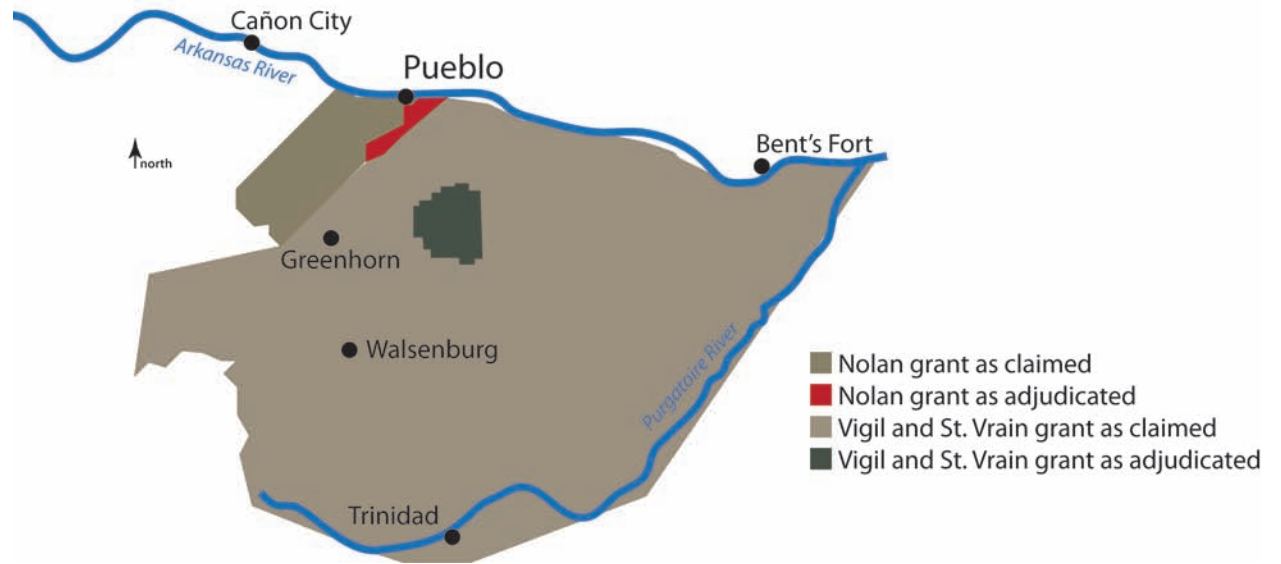 Cañon City
Arkansas River
Pueblo
Bent's Fort
north
Greenhorn
Walsenburg
Purgatoire River
Trinidad
Nolan grant as claimed
Nolan grant as adjudicated
Vigil and St. Vrain grant as claimed
Vigil and St. Vrain grant as adjudicated